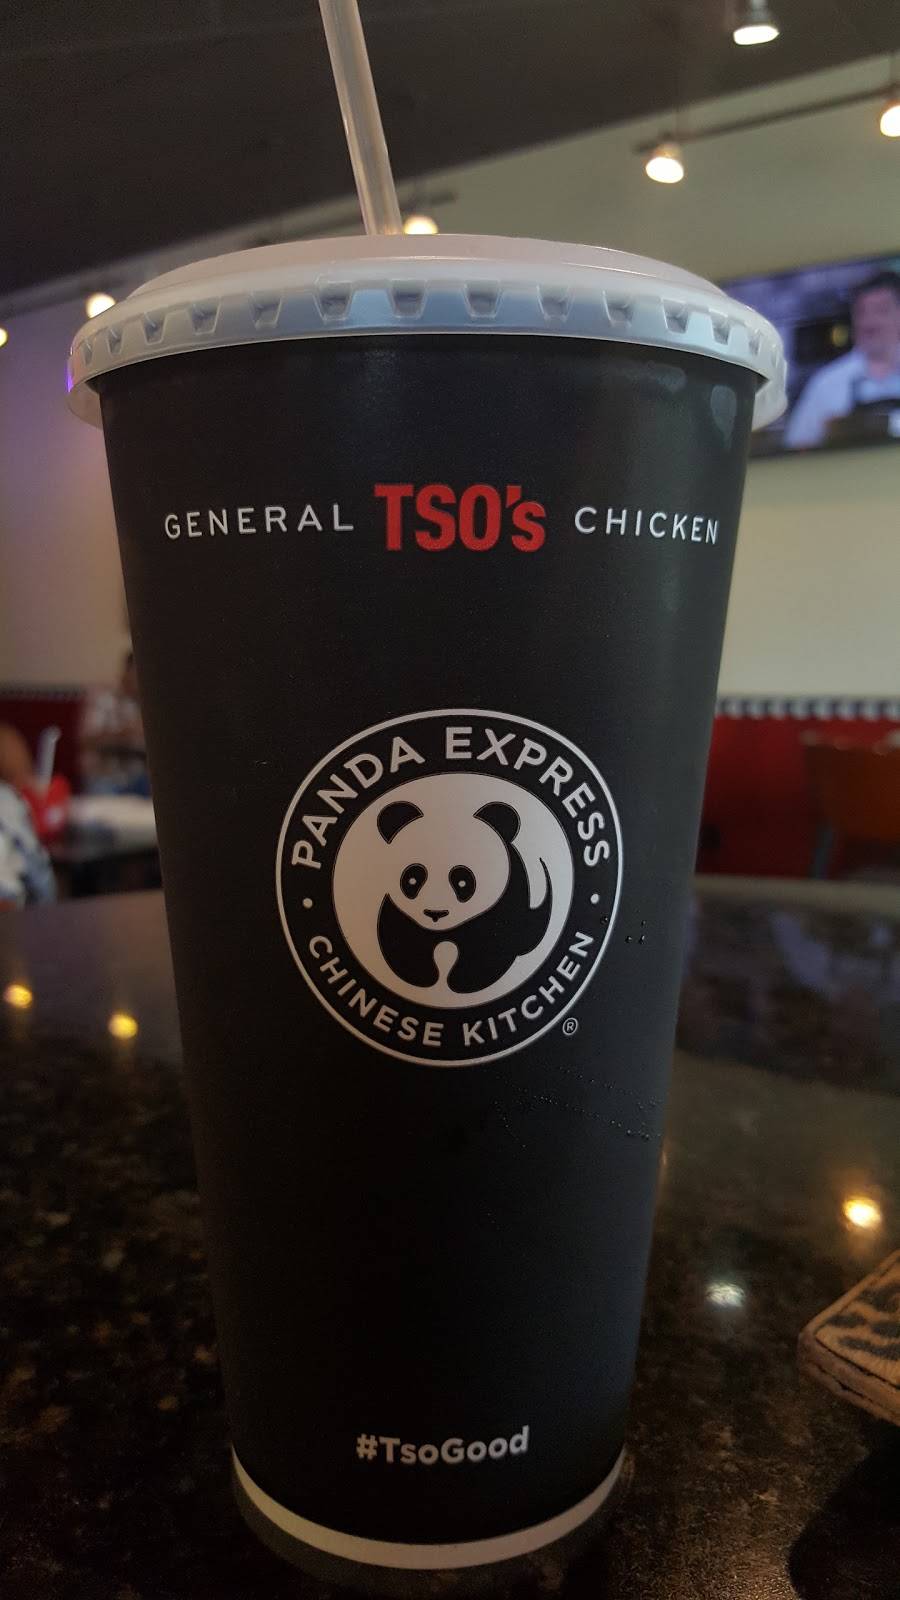 GENERAL TSO's CHICKEN
PANDA EXPRESS
CHINESE KITCHEN
®
#TsoGood